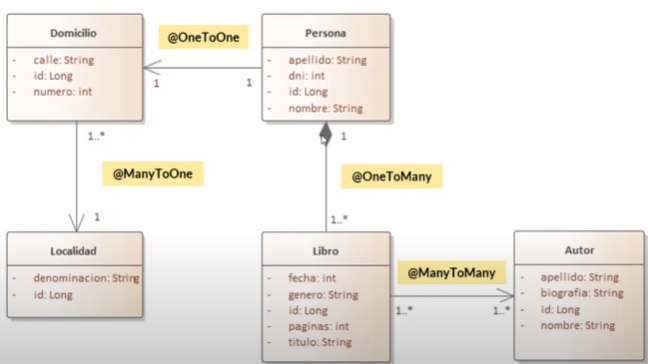 Domicilio
- calle: String
- id: Long
- numero: int
@OneToOne
1
1
Persona
- apellido: String
- dni: int
- id: Long
- nombre: String
1..*
@ManyToOne
1
1
@OneToMany
1..*
Localidad
- denominacion: String
- id: Long
Libro
- fecha: int
- genero: String
- id: Long
- paginas: int
- titulo: String
@ManyToMany
1..*
1..*
Autor
- apellido: String
- biografia: String
- id: Long
- nombre: String